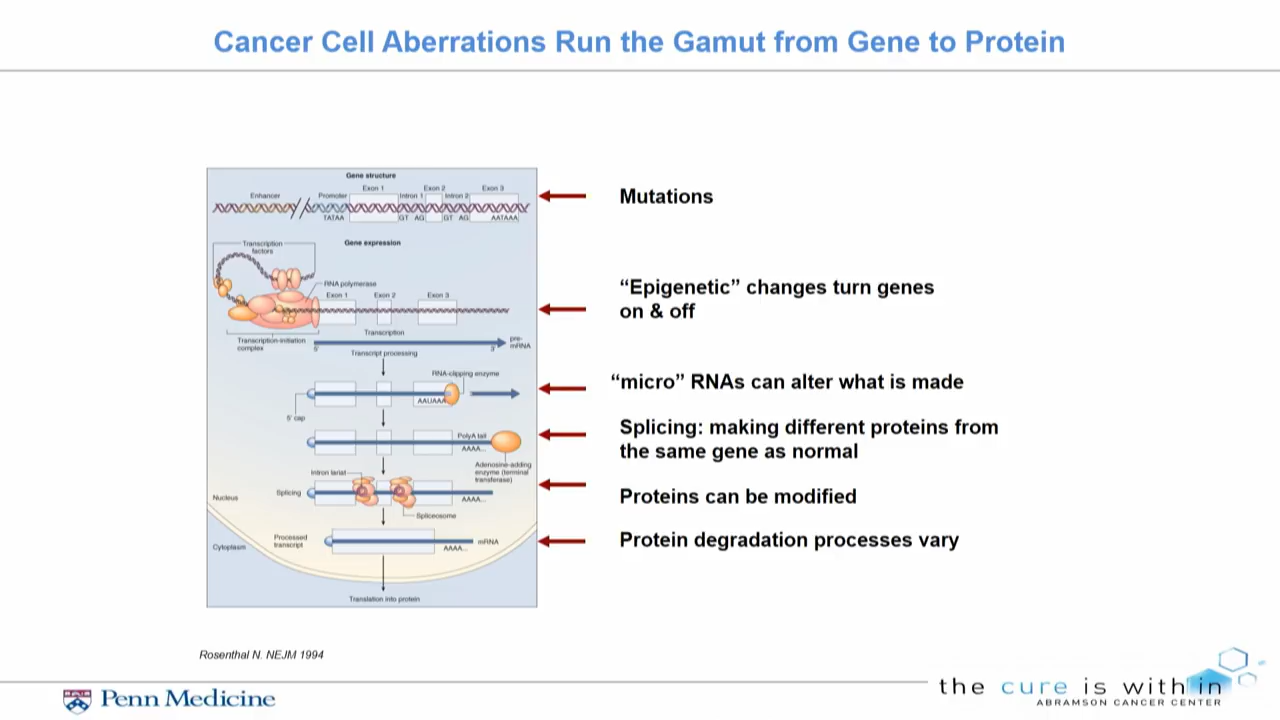 Cancer Cell Aberrations Run the Gamut from Gene to Protein
Gene structure
Enhancer
Promoter
Exon 1
Intron 1
Exon 2
Intron 2
Exon 3
TATAA
GT AG
GT AG
AATAAA
Mutations
Transcription
factors
Gene expression
RNA polymerase
Exon 1
Exon 2
Exon 3
“Epigenetic” changes turn genes
on & off
Transcription-initiation
complex
Transcription
5'
3'
pre-
mRNA
Transcript processing
RNA-clipping enzyme
AAUAAA
5' cap
“micro” RNAs can alter what is made
PolyA tail
AAAA...
Adenosine-adding
enzyme (terminal
transferase)
Splicing: making different proteins from
the same gene as normal
Intron lariat
Nucleus
Splicing
AAAA...
Spliceosome
Proteins can be modified
Cytoplasm
Processed
transcript
mRNA
AAAA...
Protein degradation processes vary
Translation into protein
Rosenthal N. NEJM 1994
Penn Medicine
the cure is within
ABRAMSON CANCER CENTER